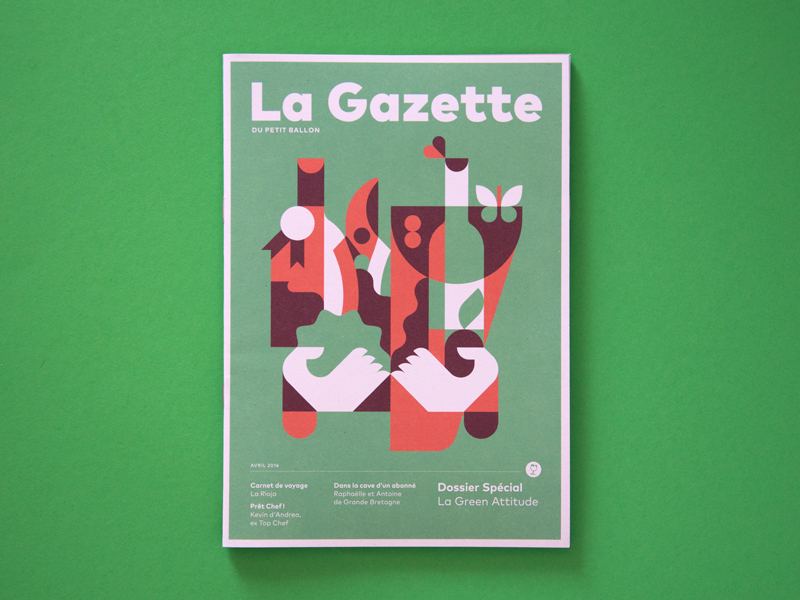 La Gazette
DU PETIT BALLON
AVRIL 2016
Carnet de voyage
La Rioja
Prêt Chef !
Kevin d'Andrea,
ex Top Chef
Dans la cave d'un abonné
Raphaëlle et Antoine
de Grande Bretagne
Dossier Spécial
La Green Attitude